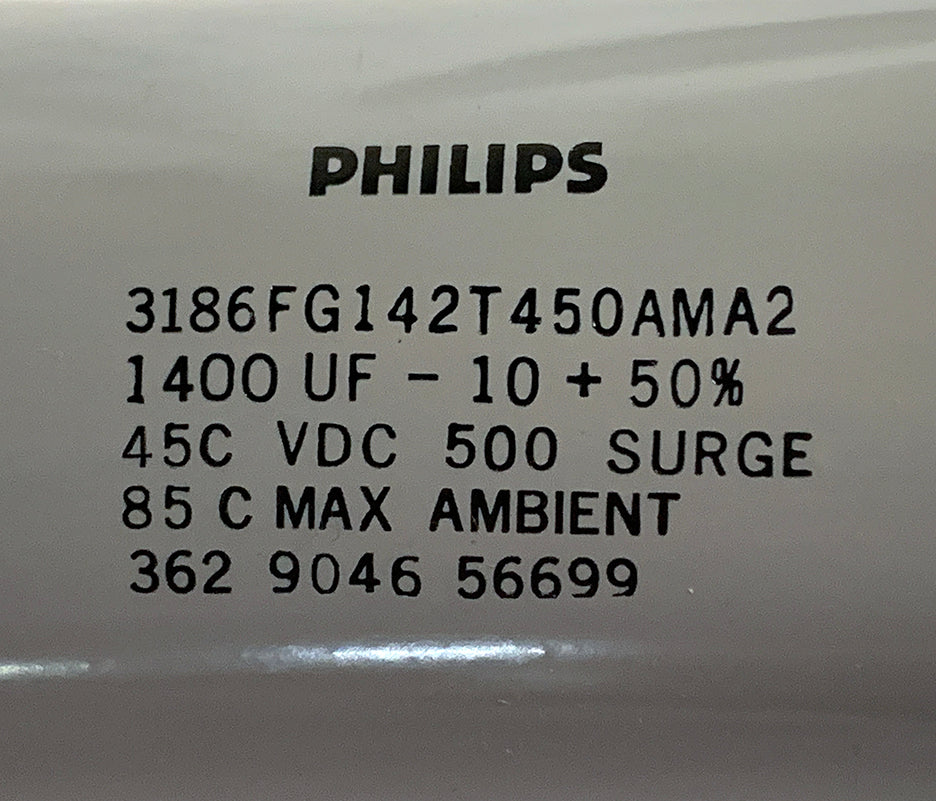 PHILIPS
3186FG142T450AMA2
1400 UF - 10 + 50%
45C VDC 500 SURGE
85 C MAX AMBIENT
362 9046 56699